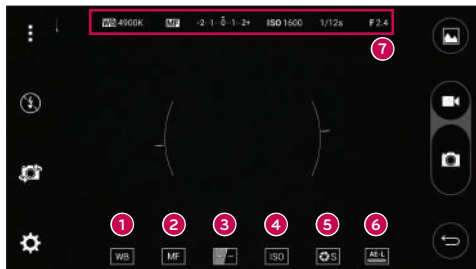 WB 4900K MF -2··1··0··1··2+ ISO 1600 1/12s F 2.4
7
1 2 3 4 5 6
WB MF ISO S AE-L